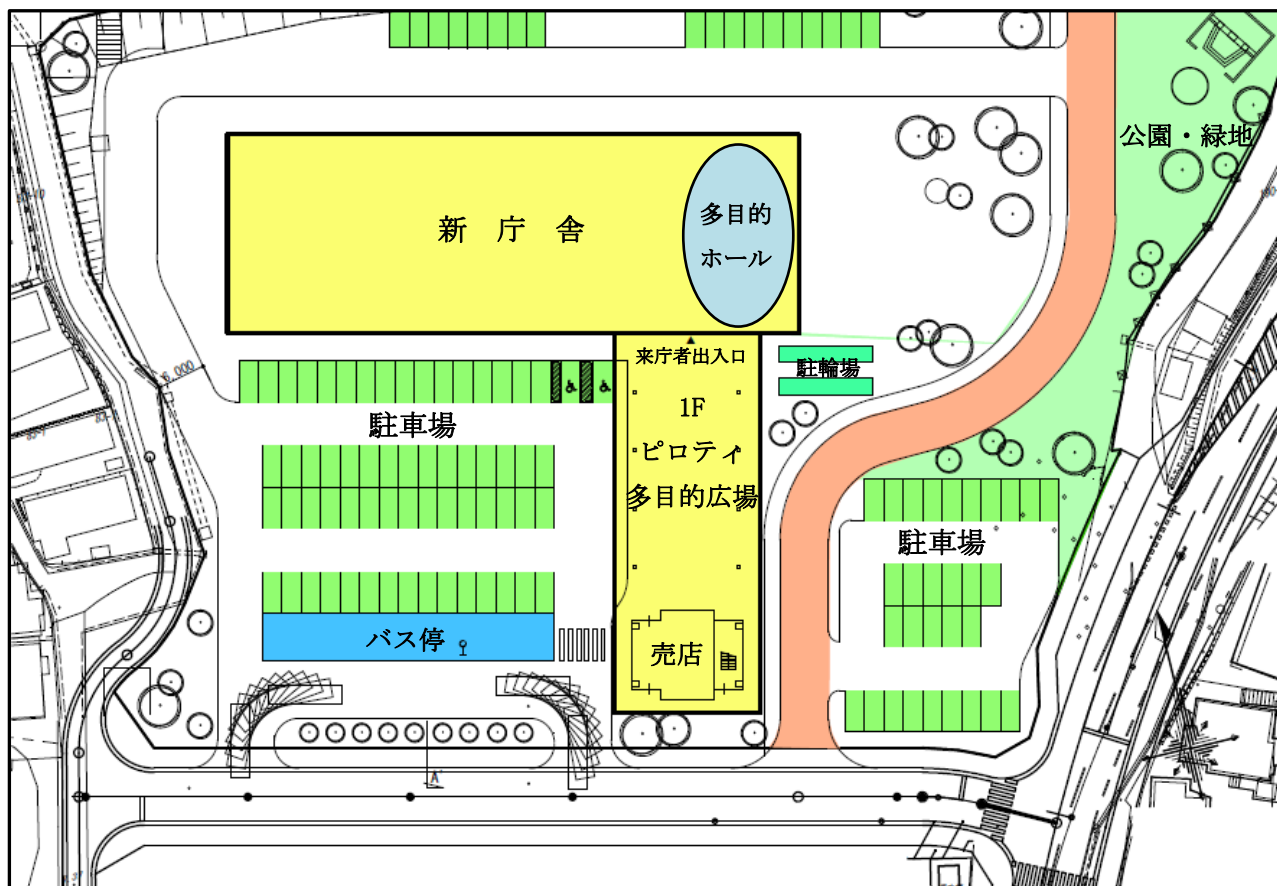 公園・緑地
新庁舎
多目的
ホール
来庁者出入口
1F
ピロティ
多目的広場
駐輪場
駐車場
駐車場
バス停
売店
6,000
A